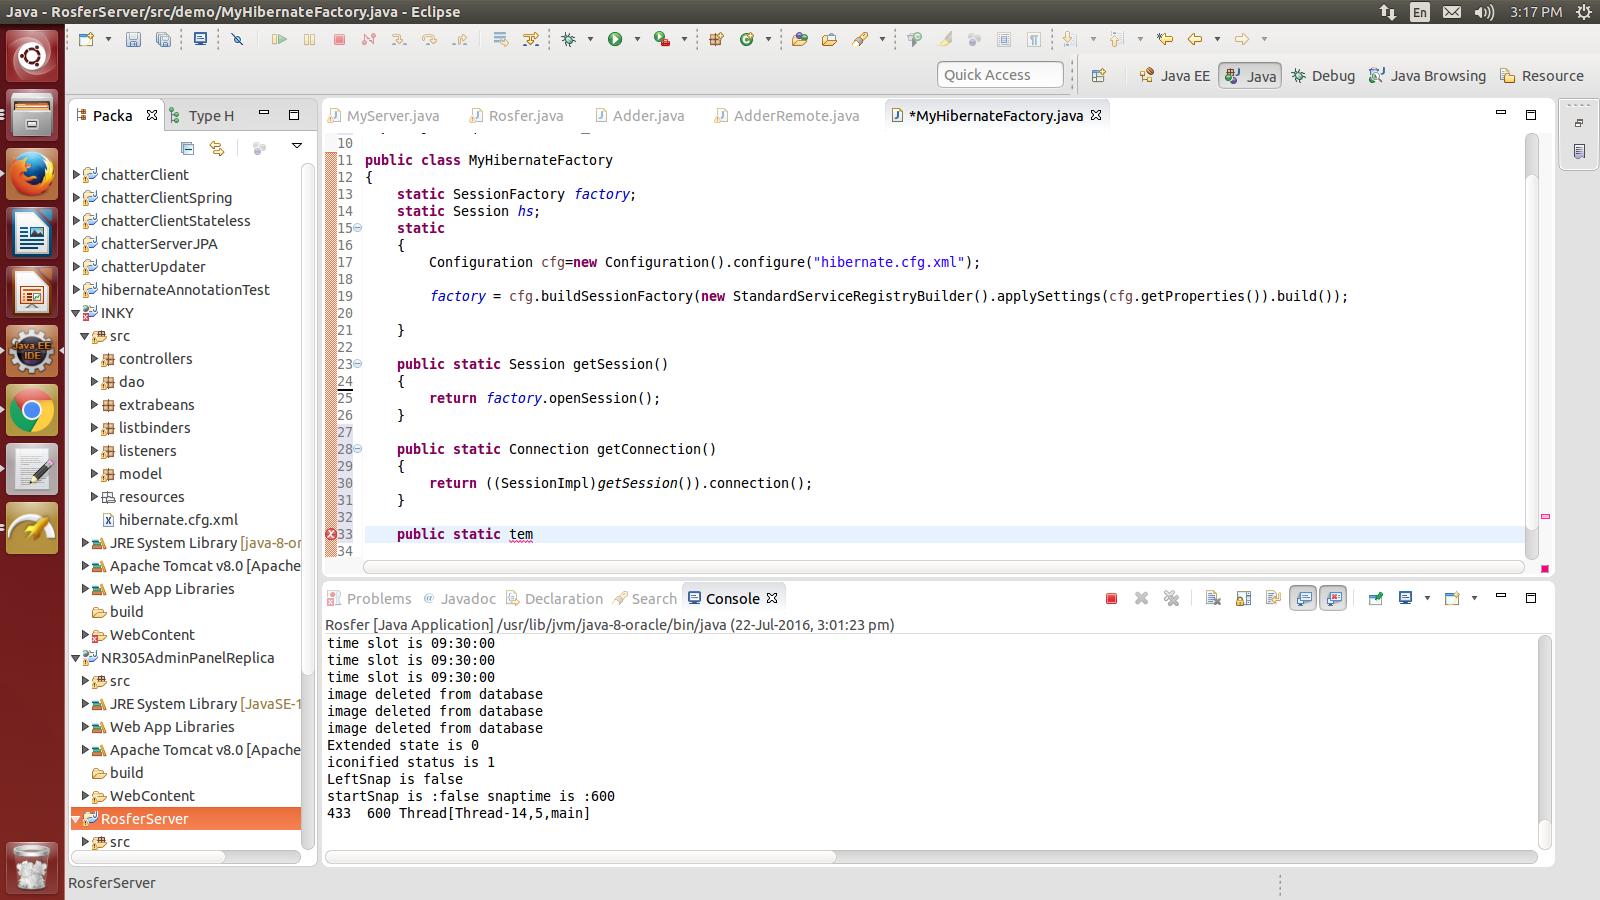 Java - RosferServer/src/demo/MyHibernateFactory.java - Eclipse
En
3:17 PM
Quick Access
Java EE
Java
Debug
Java Browsing
Resource
Packa
Type H
MyServer.java
Rosfer.java
Adder.java
AdderRemote.java
*MyHibernateFactory.java
Java EE
IDE
chatterClient
chatterClientSpring
chatterClientStateless
chatterServerJPA
chatterUpdater
hibernateAnnotationTest
INKY
src
controllers
dao
extrabeans
listbinders
listeners
model
resources
hibernate.cfg.xml
JRE System Library [java-8-or
Apache Tomcat v8.0 [Apache
Web App Libraries
build
WebContent
NR305AdminPanelReplica
src
JRE System Library [JavaSE-1
Web App Libraries
Apache Tomcat v8.0 [Apache
build
WebContent
RosferServer
src
10
11 public class MyHibernateFactory
12 {
13 static SessionFactory factory;
14 static Session hs;
15 static
16 {
17 Configuration cfg=new Configuration().configure("hibernate.cfg.xml");
18
19 factory = cfg.buildSessionFactory(new StandardServiceRegistryBuilder().applySettings(cfg.getProperties()).build());
20
21 }
22
23 public static Session getSession()
24 {
25 return factory.openSession();
26 }
27
28 public static Connection getConnection()
29 {
30 return ((SessionImpl)getSession()).connection();
31 }
32
33 public static tem
34
Problems
@ Javadoc
Declaration
Search
Console
Rosfer [Java Application] /usr/lib/jvm/java-8-oracle/bin/java (22-Jul-2016, 3:01:23 pm)
time slot is 09:30:00
time slot is 09:30:00
time slot is 09:30:00
image deleted from database
image deleted from database
image deleted from database
Extended state is 0
iconified status is 1
LeftSnap is false
startSnap is :false snaptime is :600
433 600 Thread[Thread-14,5,main]
RosferServer